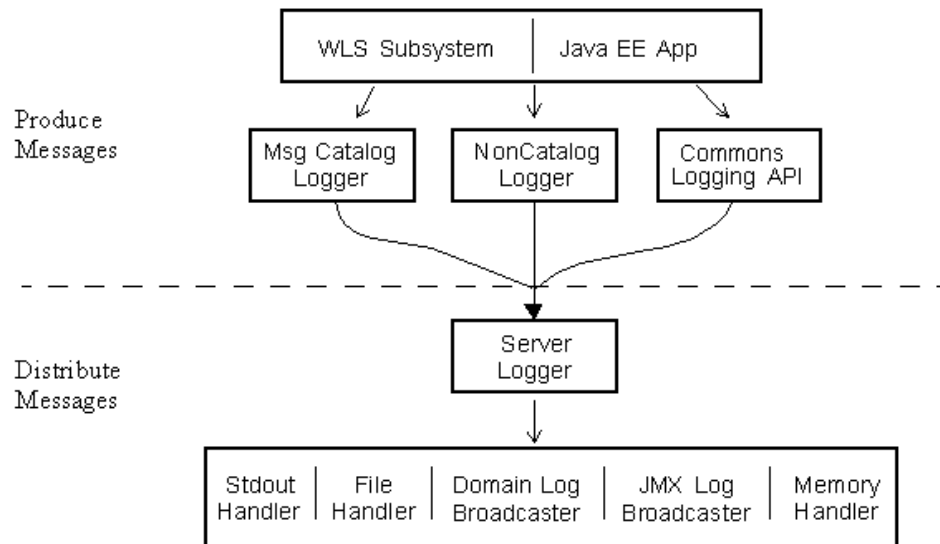 WLS Subsystem
Java EE App
Produce
Messages
Msg Catalog
Logger
NonCatalog
Logger
Commons
Logging API
Server
Logger
Distribute
Messages
Stdout
Handler
File
Handler
Domain Log
Broadcaster
JMX Log
Broadcaster
Memory
Handler